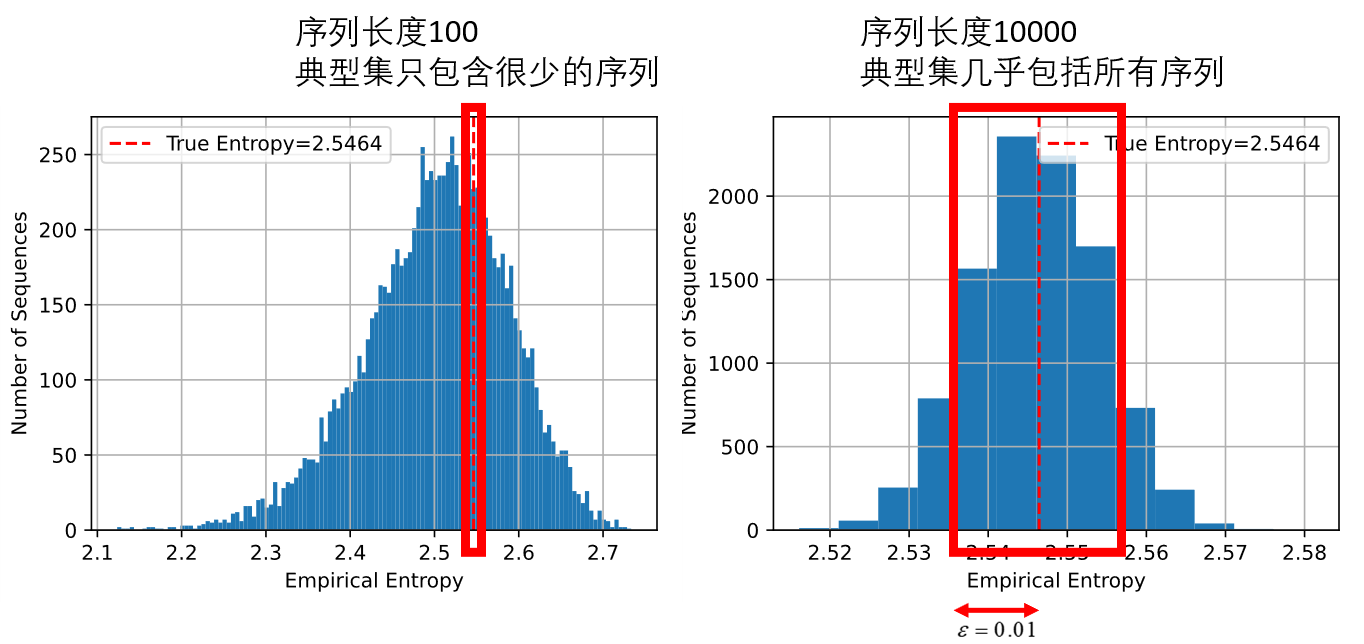 序列长度100
典型集只包含很少的序列
True Entropy=2.5464
250
200
150
100
50
0
Number of Sequences
2.1 2.2 2.3 2.4 2.5 2.6 2.7
Empirical Entropy
序列长度10000
典型集几乎包括所有序列
True Entropy=2.5464
2000
1500
1000
500
0
Number of Sequences
2.52 2.53 2.54 2.55 2.56 2.57 2.58
Empirical Entropy
ε = 0.01